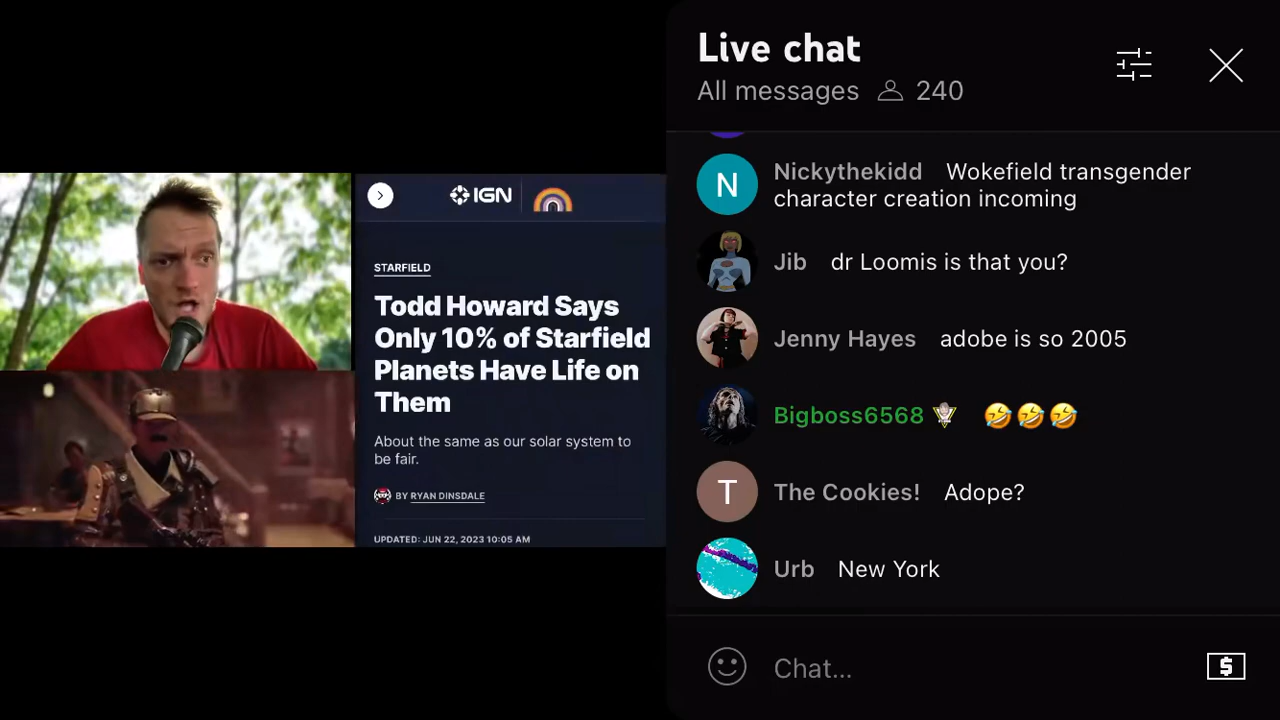 IGN
STARFIELD
Todd Howard Says
Only 10% of Starfield
Planets Have Life on
Them
About the same as our solar system to
be fair.
BY RYAN DINSDALE
UPDATED: JUN 22, 2023 10:05 AM
Live chat
All messages 240
N Nickythekidd Wokefield transgender
character creation incoming
Jib dr Loomis is that you?
Jenny Hayes adobe is so 2005
Bigboss6568 🤣🤣🤣
T The Cookies! Adope?
Urb New York
Chat...
$